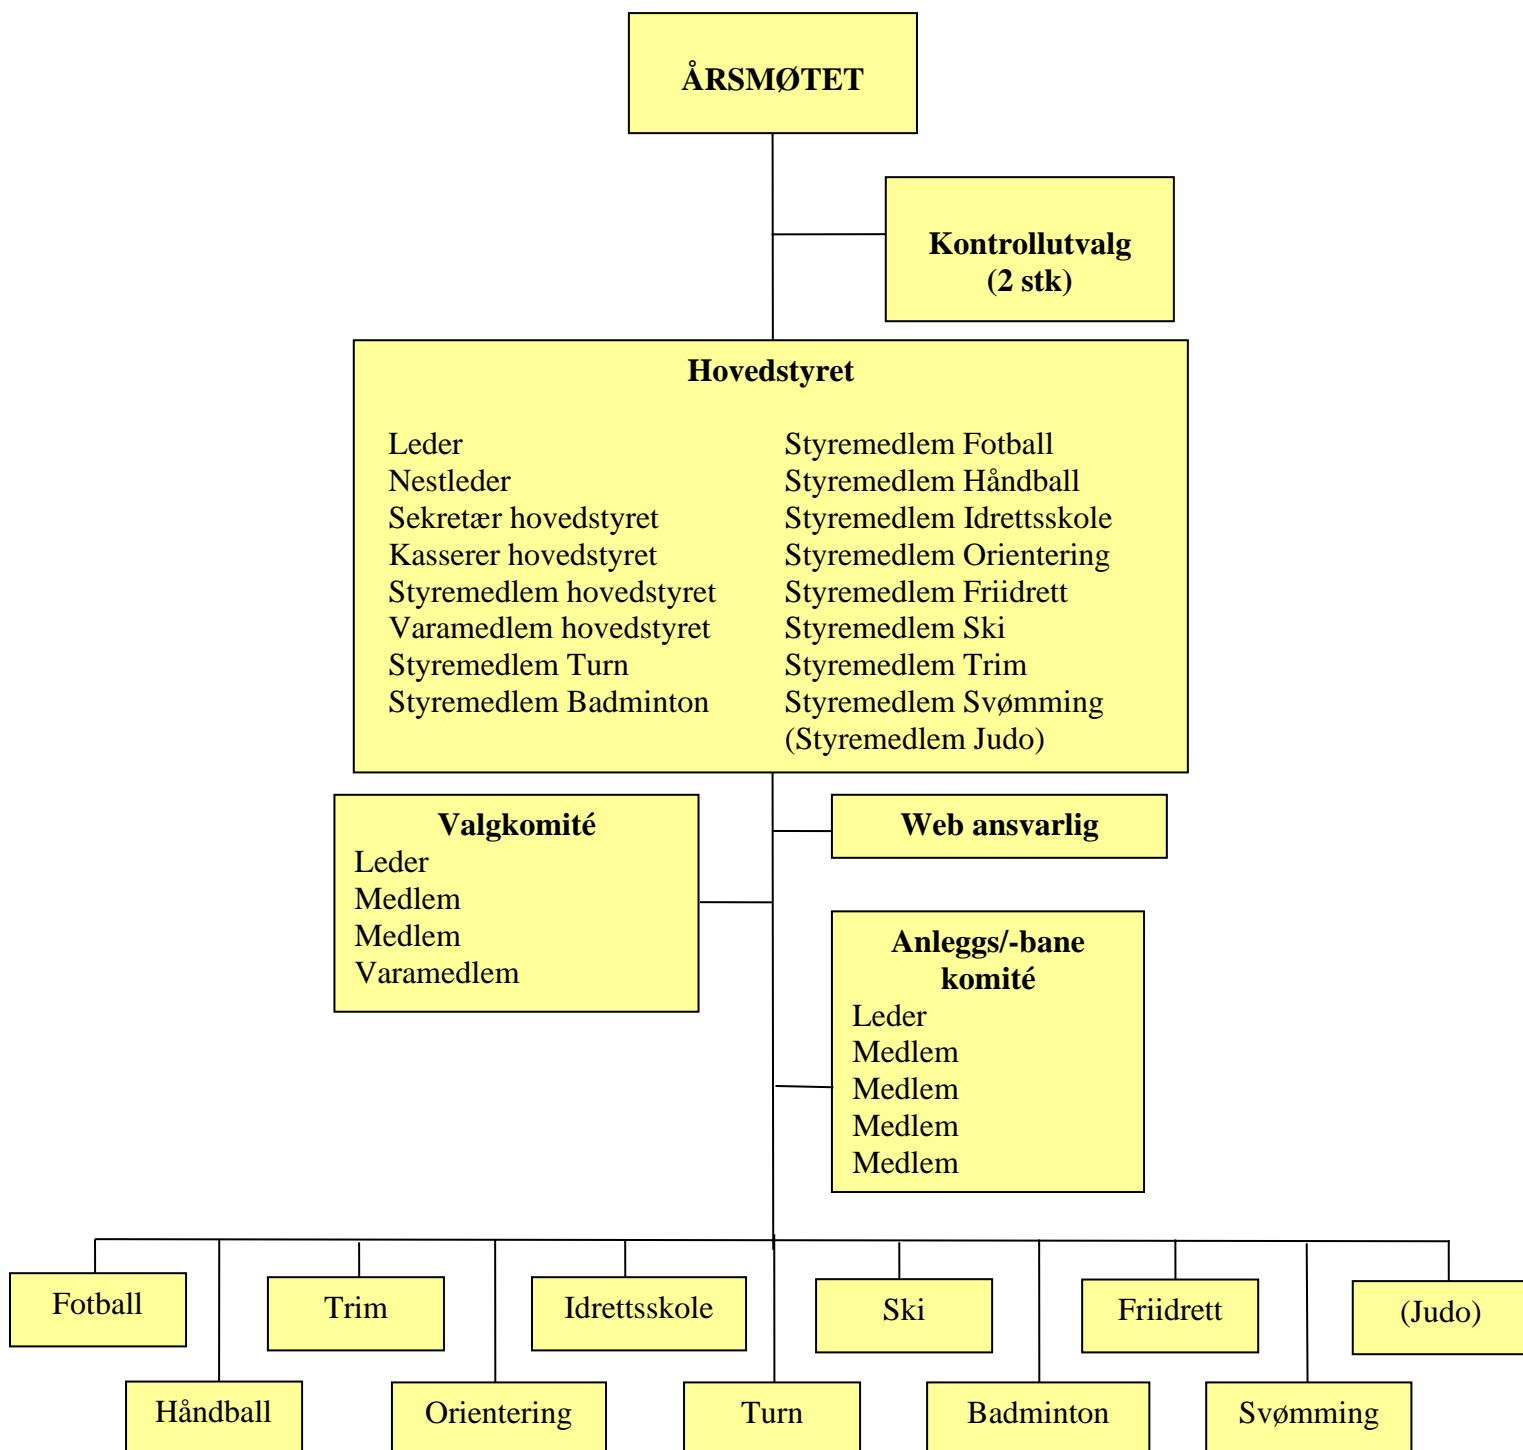 ÅRSMØTET
Kontrollutvalg
(2 stk)
Hovedstyret
Leder
Nestleder
Sekretær hovedstyret
Kasserer hovedstyret
Styremedlem hovedstyret
Varamedlem hovedstyret
Styremedlem Turn
Styremedlem Badminton
Styremedlem Fotball
Styremedlem Håndball
Styremedlem Idrettsskole
Styremedlem Orientering
Styremedlem Friidrett
Styremedlem Ski
Styremedlem Trim
Styremedlem Svømming
(Styremedlem Judo)
Valgkomité
Leder
Medlem
Medlem
Varamedlem
Web ansvarlig
Anleggs/-bane
komité
Leder
Medlem
Medlem
Medlem
Medlem
Fotball
Trim
Idrettsskole
Ski
Friidrett
(Judo)
Håndball
Orientering
Turn
Badminton
Svømming